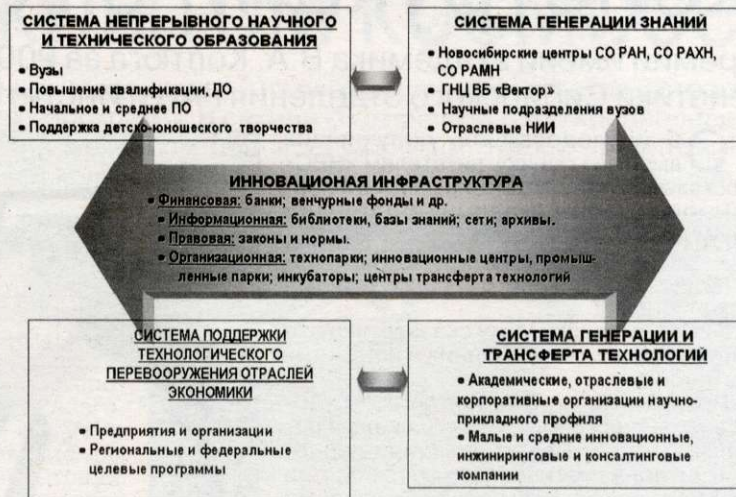 СИСТЕМА НЕПРЕРЫВНОГО НАУЧНОГО
И ТЕХНИЧЕСКОГО ОБРАЗОВАНИЯ
• Вузы
• Повышение квалификации, ДО
• Начальное и среднее ПО
• Поддержка детско-юношеского творчества
СИСТЕМА ГЕНЕРАЦИИ ЗНАНИЙ
• Новосибирские центры СО РАН, СО РАХН,
СО РАМН
• ГНЦ ВБ «Вектор»
• Научные подразделения вузов
• Отраслевые НИИ
ИННОВАЦИОНАЯ ИНФРАСТРУКТУРА
• Финансовая: банки; венчурные фонды и др.
• Информационная: библиотеки, базы знаний; сети; архивы.
• Правовая: законы и нормы.
• Организационная: технопарки; инновационные центры, промыш-
ленные парки; инкубаторы; центры трансферта технологий
СИСТЕМА ПОДДЕРЖКИ
ТЕХНОЛОГИЧЕСКОГО
ПЕРЕВООРУЖЕНИЯ ОТРАСЛЕЙ
ЭКОНОМИКИ
• Предприятия и организации
• Региональные и федеральные
целевые программы
СИСТЕМА ГЕНЕРАЦИИ И
ТРАНСФЕРТА ТЕХНОЛОГИЙ
• Академические, отраслевые и
корпоративные организации научно-
прикладного профиля
• Малые и средние инновационные,
инжиниринговые и консалтинговые
компании